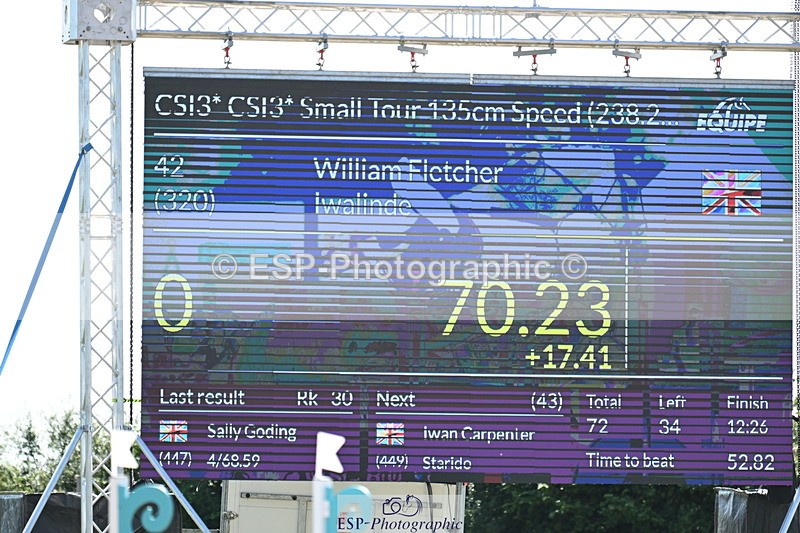 CSI3* CSI3* Small Tour 135cm Speed (238.2...
EQUIPE
42 William Fletcher
(320) Iwalinde
© ESP-Photographic ©
0 70.23
+17.41
Last result Rk 30 Next (43) Total Left Finish
Sally Goding Iwan Carpenter 72 34 12:26
(447) 4/68.59 (449) Starido Time to beat 52.82
ESP-Photographic